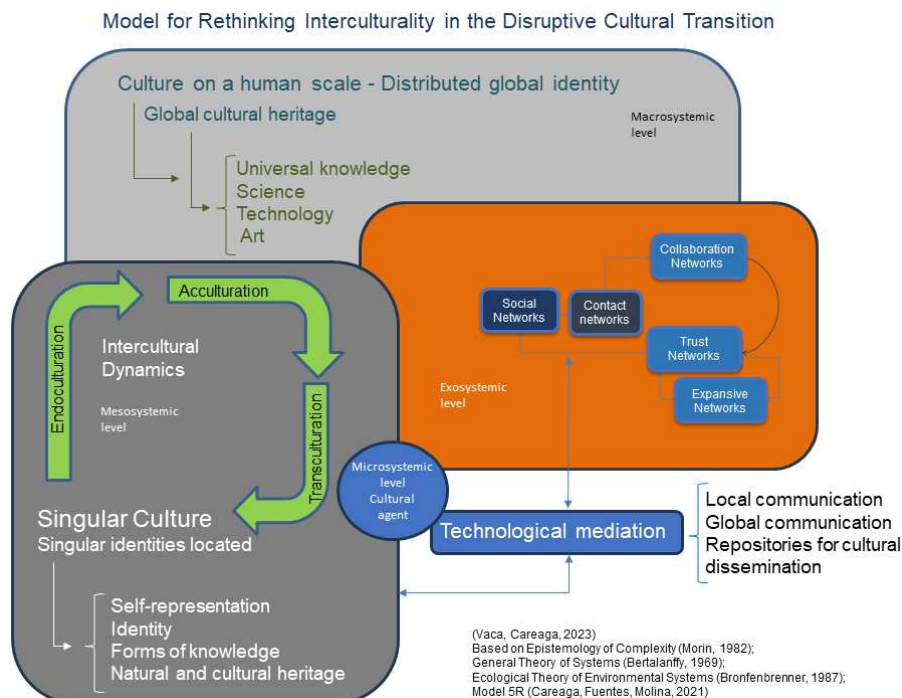 Model for Rethinking Interculturality in the Disruptive Cultural Transition
Culture on a human scale - Distributed global identity
Global cultural heritage
Macrosystemic
level
Universal knowledge
Science
Technology
Art
Collaboration
Networks
Social
Networks
Contact
networks
Trust
Networks
Expansive
Networks
Exosystemic
level
Endoculturation
Acculturation
Transculturation
Intercultural
Dynamics
Mesosystemic
level
Microsystemic
level
Cultural
agent
Singular Culture
Singular identities located
Self-representation
Identity
Forms of knowledge
Natural and cultural heritage
Technological mediation
Local communication
Global communication
Repositories for cultural
dissemination
(Vaca, Careaga, 2023)
Based on Epistemology of Complexity (Morin, 1982);
General Theory of Systems (Bertalanffy, 1969);
Ecological Theory of Environmental Systems (Bronfenbrenner, 1987);
Model 5R (Careaga, Fuentes, Molina, 2021)